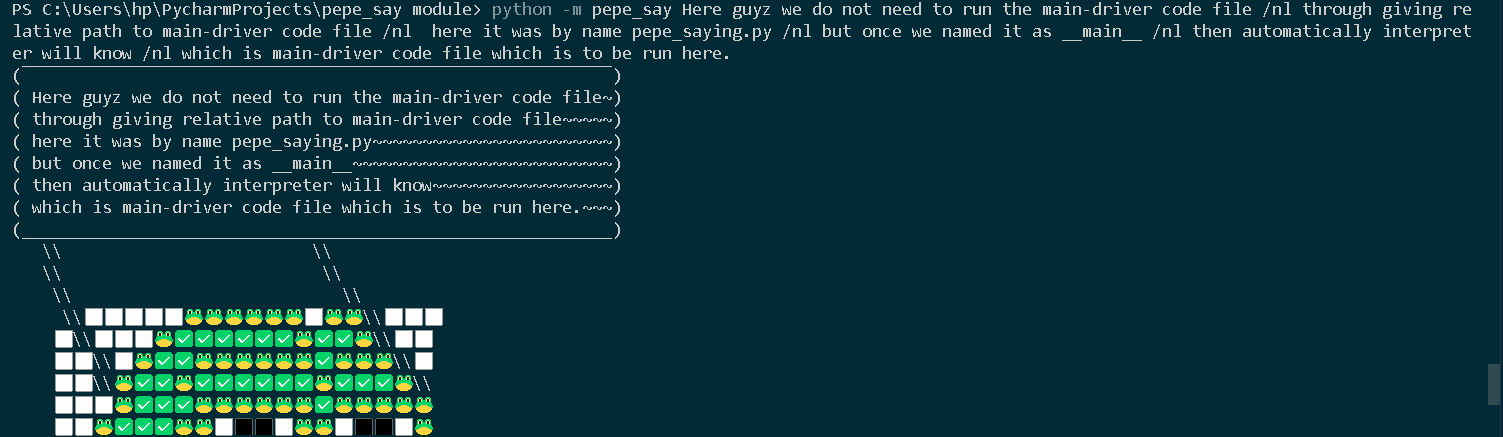 PS C:\Users\hp\PycharmProjects\pepe_say module> python -m pepe_say Here guyz we do not need to run the main-driver code file /nl through giving re
lative path to main-driver code file /nl  here it was by name pepe_saying.py /nl but once we named it as __main__ /nl then automatically interpret
er will know /nl which is main-driver code file which is to be run here.
(‾‾‾‾‾‾‾‾‾‾‾‾‾‾‾‾‾‾‾‾‾‾‾‾‾‾‾‾‾‾‾‾‾‾‾‾‾‾‾‾‾‾‾‾‾‾‾‾‾‾‾‾‾‾‾‾‾‾‾)
( Here guyz we do not need to run the main-driver code file~)
( through giving relative path to main-driver code file~~~~~)
( here it was by name pepe_saying.py~~~~~~~~~~~~~~~~~~~~~~~~)
( but once we named it as __main__~~~~~~~~~~~~~~~~~~~~~~~~~~)
( then automatically interpreter will know~~~~~~~~~~~~~~~~~~)
( which is main-driver code file which is to be run here.~~~)
(___________________________________________________________)
\\ \\
\\ \\
\\ \\
\\⬜⬜⬜⬜⬜🐸🐸🐸🐸🐸🐸⬜🐸🐸\\⬜⬜⬜
⬜\\⬜⬜⬜🐸✅✅✅✅✅✅🐸✅✅🐸\\⬜⬜
⬜⬜\\⬜🐸✅✅🐸🐸🐸🐸🐸🐸✅🐸🐸🐸\\⬜
⬜⬜\\🐸✅✅🐸✅✅✅✅✅✅🐸✅✅✅🐸\\
⬜⬜⬜🐸✅✅✅🐸🐸🐸🐸🐸🐸✅🐸🐸🐸🐸🐸
⬜⬜🐸✅✅✅🐸🐸⬜⬛⬛⬜🐸🐸⬜⬛⬛⬜🐸